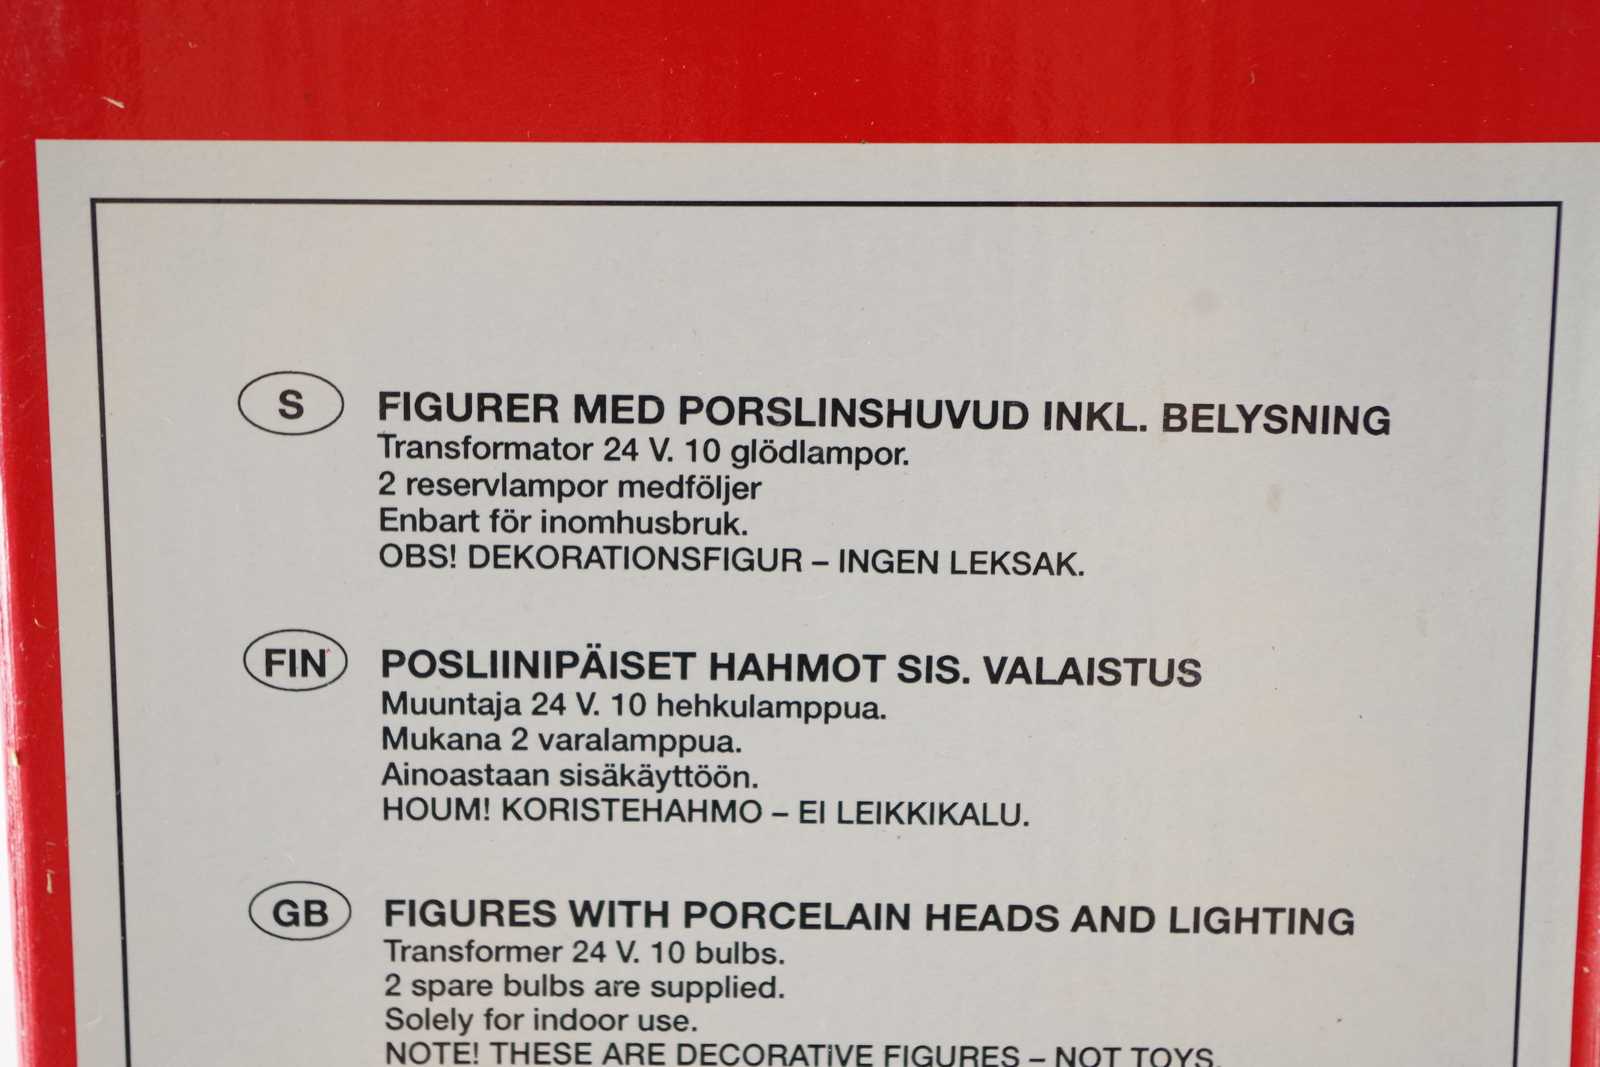 S
FIGURER MED PORSLINSHUVUD INKL. BELYSNING
Transformator 24 V. 10 glödlampor.
2 reservlampor medföljer
Enbart för inomhusbruk.
OBS! DEKORATIONSFIGUR – INGEN LEKSAK.
FIN
POSLIINIPÄISET HAHMOT SIS. VALAISTUS
Muuntaja 24 V. 10 hehkulamppua.
Mukana 2 varalamppua.
Ainoastaan sisäkäyttöön.
HOUM! KORISTEHAHMO – EI LEIKKIKALU.
GB
FIGURES WITH PORCELAIN HEADS AND LIGHTING
Transformer 24 V. 10 bulbs.
2 spare bulbs are supplied.
Solely for indoor use.
NOTE! THESE ARE DECORATIVE FIGURES – NOT TOYS.